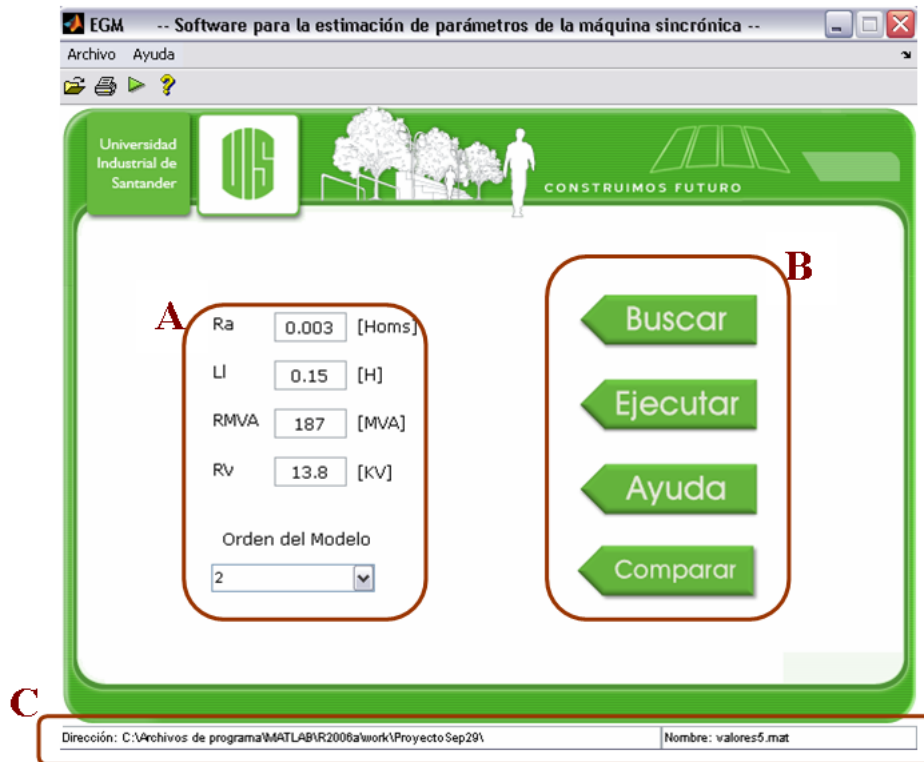 EGM -- Software para la estimación de parámetros de la máquina sincrónica --
Archivo Ayuda
Universidad
Industrial de
Santander
UIS
CONSTRUIMOS FUTURO
A
Ra 0.003 [Homs]
Ll 0.15 [H]
RMVA 187 [MVA]
Rv 13.8 [KV]
Orden del Modelo
2
B
Buscar
Ejecutar
Ayuda
Comparar
C
Dirección: C:\Archivos de programa\MATLAB\R2006a\work\ProyectoSep29\ Nombre: valores5.mat